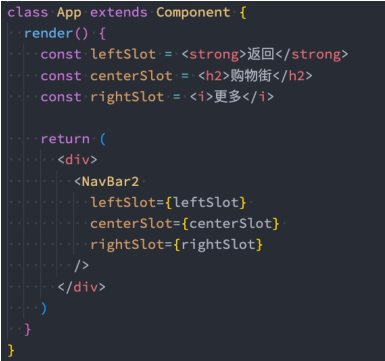 class App extends Component {
  render() {
    const leftSlot = <strong>返回</strong>
    const centerSlot = <h2>购物街</h2>
    const rightSlot = <i>更多</i>

    return (
      <div>
        <NavBar2
          leftSlot={leftSlot}
          centerSlot={centerSlot}
          rightSlot={rightSlot}
        />
      </div>
    )
  }
}